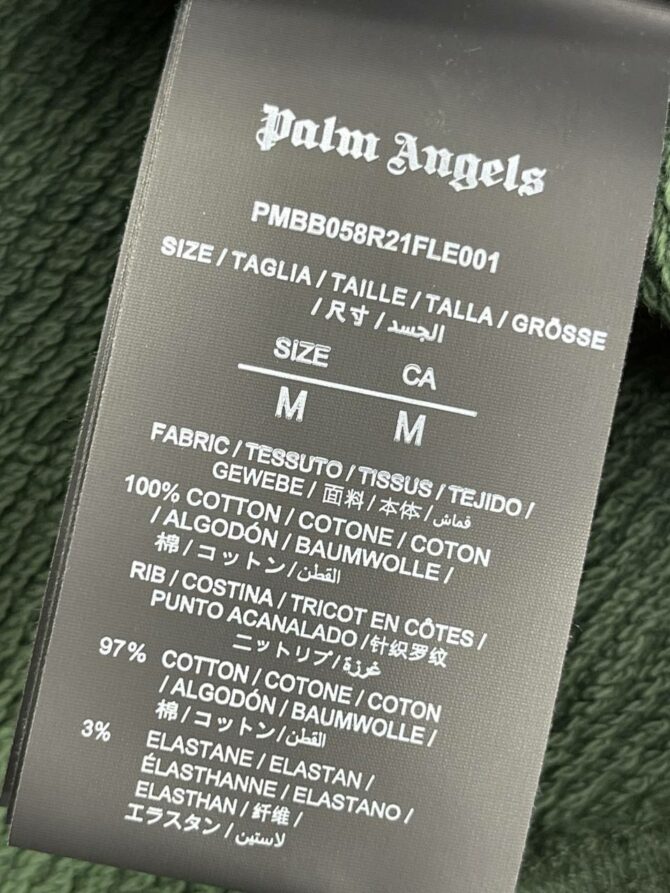 Palm Angels
PMBB058R21FLE001
SIZE / TAGLIA / TAILLE / TALLA / GRÖSSE
/ 尺寸 / الجسد
SIZE CA
M M
FABRIC / TESSUTO / TISSUS / TEJIDO /
GEWEBE / 面料 / 本体 / قماش
100% COTTON / COTONE / COTON
/ ALGODÓN / BAUMWOLLE /
棉 / コットン / القطن
RIB / COSTINA / TRICOT EN CÔTES /
PUNTO ACANALADO / 针织罗纹
ニットリブ / غرزة
97% COTTON / COTONE / COTON
/ ALGODÓN / BAUMWOLLE /
棉 / コットン / القطن
3% ELASTANE / ELASTAN /
ÉLASTHANNE / ELASTANO /
ELASTHAN / 纤维 /
エラスタン / لاستين